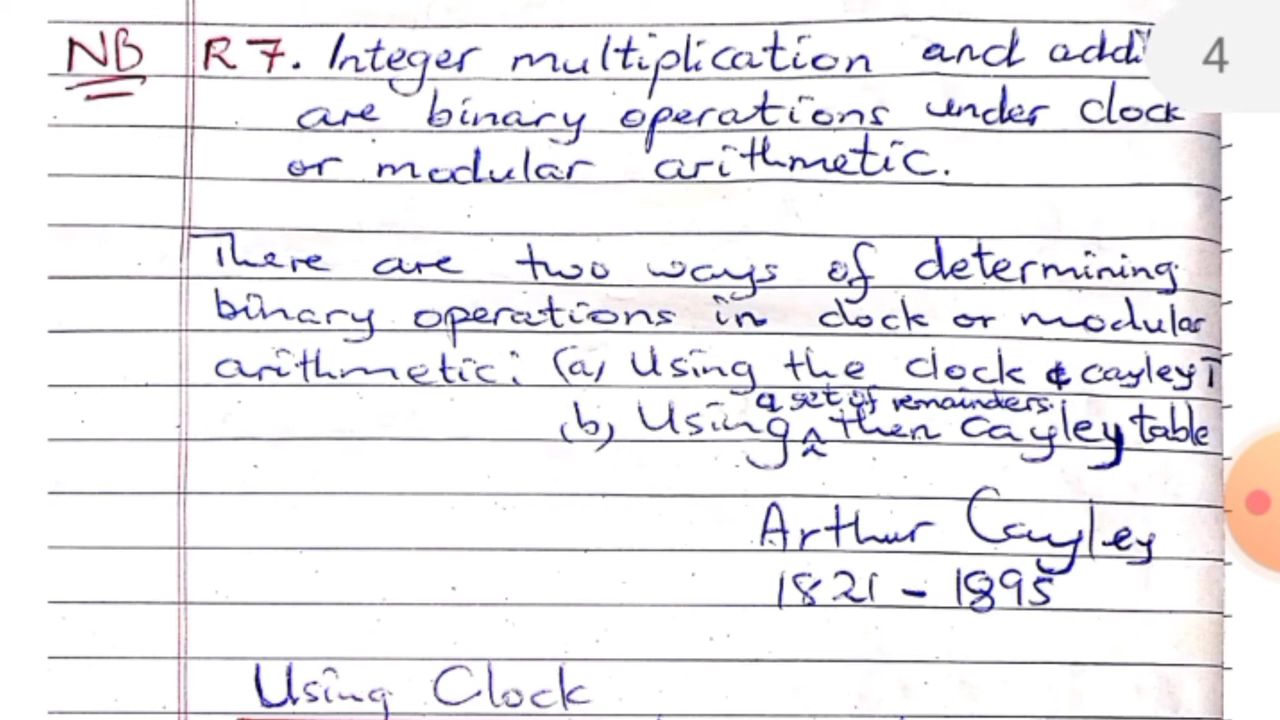 4
NB R7. Integer multiplication and addi
are binary operations under clock
or modular arithmetic.
There are two ways of determining
binary operations in clock or modular
arithmetic: (a) Using the clock & cayley T
a set of remainders
(b) Using ^ then Cayley table
Arthur Cayley
1821 - 1895
Using Clock